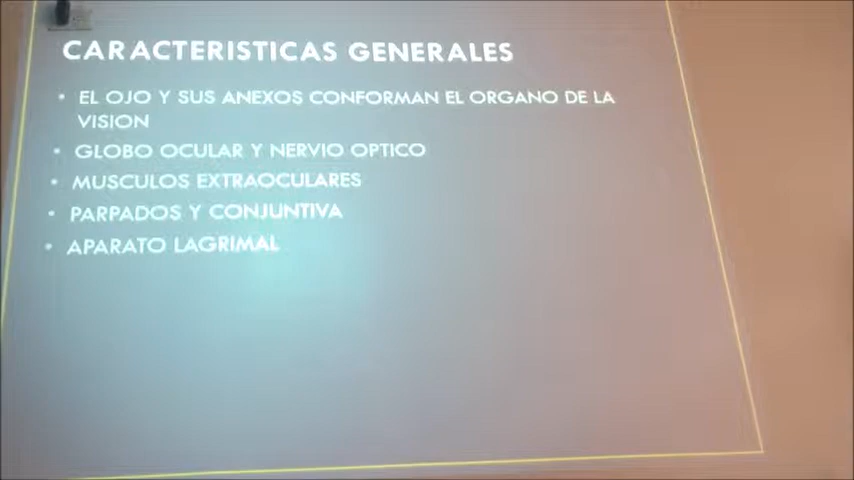 CARACTERISTICAS GENERALES
• EL OJO Y SUS ANEXOS CONFORMAN EL ORGANO DE LA
VISION
• GLOBO OCULAR Y NERVIO OPTICO
• MUSCULOS EXTRAOCULARES
• PARPADOS Y CONJUNTIVA
• APARATO LAGRIMAL